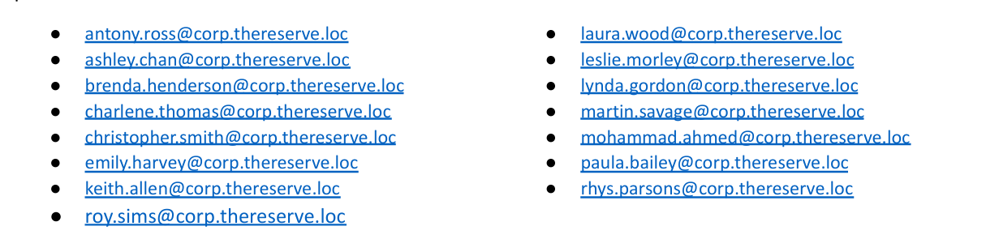 antony.ross@corp.thereserve.loc
ashley.chan@corp.thereserve.loc
brenda.henderson@corp.thereserve.loc
charlene.thomas@corp.thereserve.loc
christopher.smith@corp.thereserve.loc
emily.harvey@corp.thereserve.loc
keith.allen@corp.thereserve.loc
roy.sims@corp.thereserve.loc
laura.wood@corp.thereserve.loc
leslie.morley@corp.thereserve.loc
lynda.gordon@corp.thereserve.loc
martin.savage@corp.thereserve.loc
mohammad.ahmed@corp.thereserve.loc
paula.bailey@corp.thereserve.loc
rhys.parsons@corp.thereserve.loc